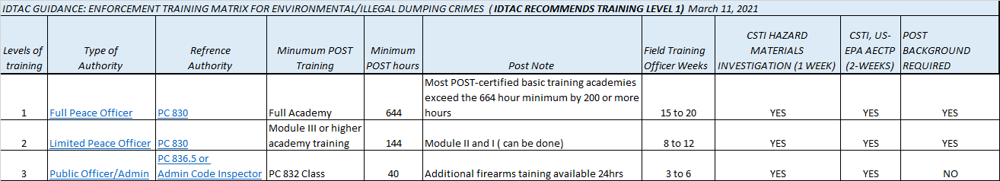 IDTAC GUIDANCE: ENFORCEMENT TRAINING MATRIX FOR ENVIRONMENTAL/ILLEGAL DUMPING CRIMES ( IDTAC RECOMMENDS TRAINING LEVEL 1) March 11, 2021
Levels of
training
Type of
Authority
Refrence
Authority
Minumum POST
Training
Minimum
POST hours
Post Note
Field Training
Officer Weeks
CSTI HAZARD
MATERIALS
INVESTIGATION (1 WEEK)
CSTI, US-
EPA AECTP
(2-WEEKS)
POST
BACKGROUND
REQUIRED
1
Full Peace Officer
PC 830
Full Academy
644
Most POST-certified basic training academies
exceed the 664 hour minimum by 200 or more
hours
15 to 20
YES
YES
YES
2
Limited Peace Officer
PC 830
Module III or higher
academy training
144
Module II and I ( can be done)
8 to 12
YES
YES
YES
3
Public Officer/Admin
PC 836.5 or
Admin Code Inspector
PC 832 Class
40
Additional firearms taining available 24hrs
3 to 6
YES
YES
NO